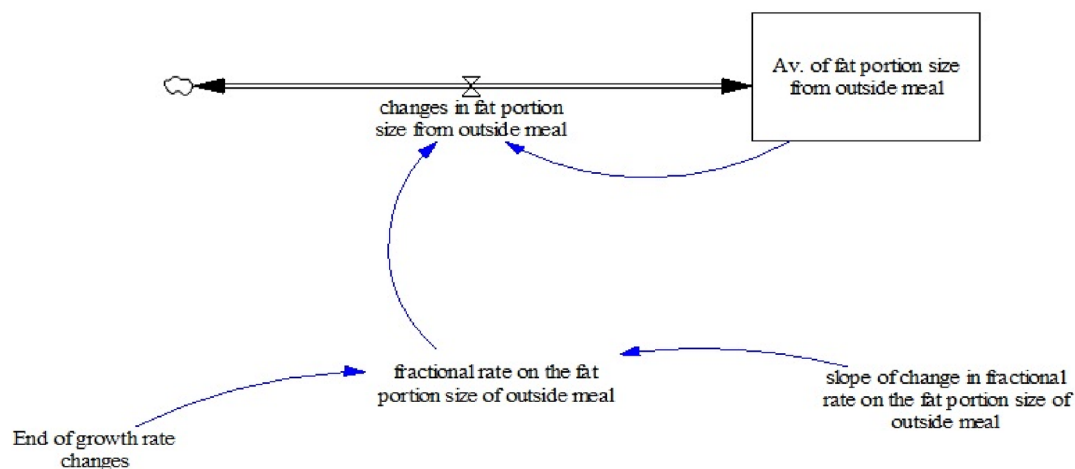 Av. of fat portion size
from outside meal
changes in fat portion
size from outside meal
fractional rate on the fat
portion size of outside meal
slope of change in fractional
rate on the fat portion size of
outside meal
End of growth rate
changes